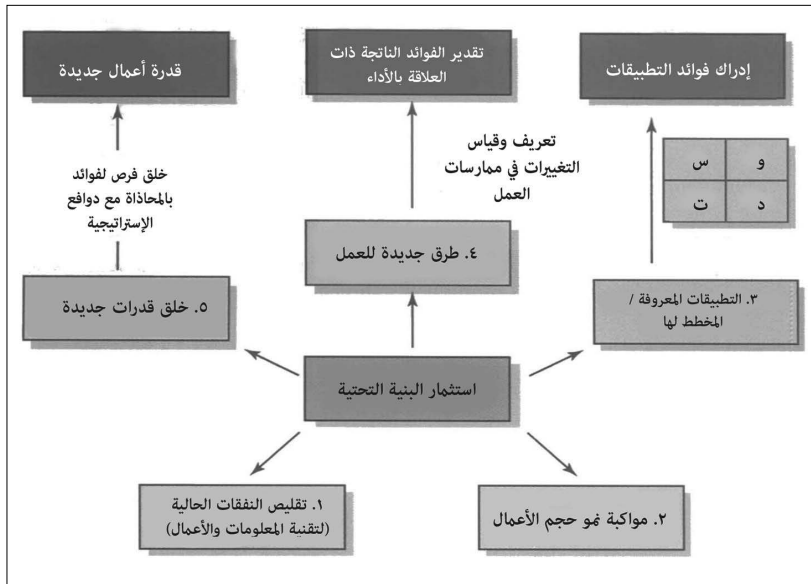 إدراك فوائد التطبيقات
تقدير الفوائد الناتجة ذات
العلاقة بالأداء
قدرة أعمال جديدة
و
س
د
ت
تعريف وقياس
التغييرات في ممارسات
العمل
خلق فرص لفوائد
بالمحاذاة مع دوافع
الإستراتيجية
٣. التطبيقات المعروفة /
المخطط لها
٤. طرق جديدة للعمل
٥. خلق قدرات جديدة
استثمار البنية التحتية
٢. مواكبة نمو حجم الأعمال
١. تقليص النفقات الحالية
(لتقنية المعلومات والأعمال)